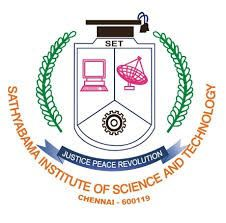 SET
JUSTICE PEACE REVOLUTION
SATHYABAMA INSTITUTE OF SCIENCE AND TECHNOLOGY
CHENNAI - 600119